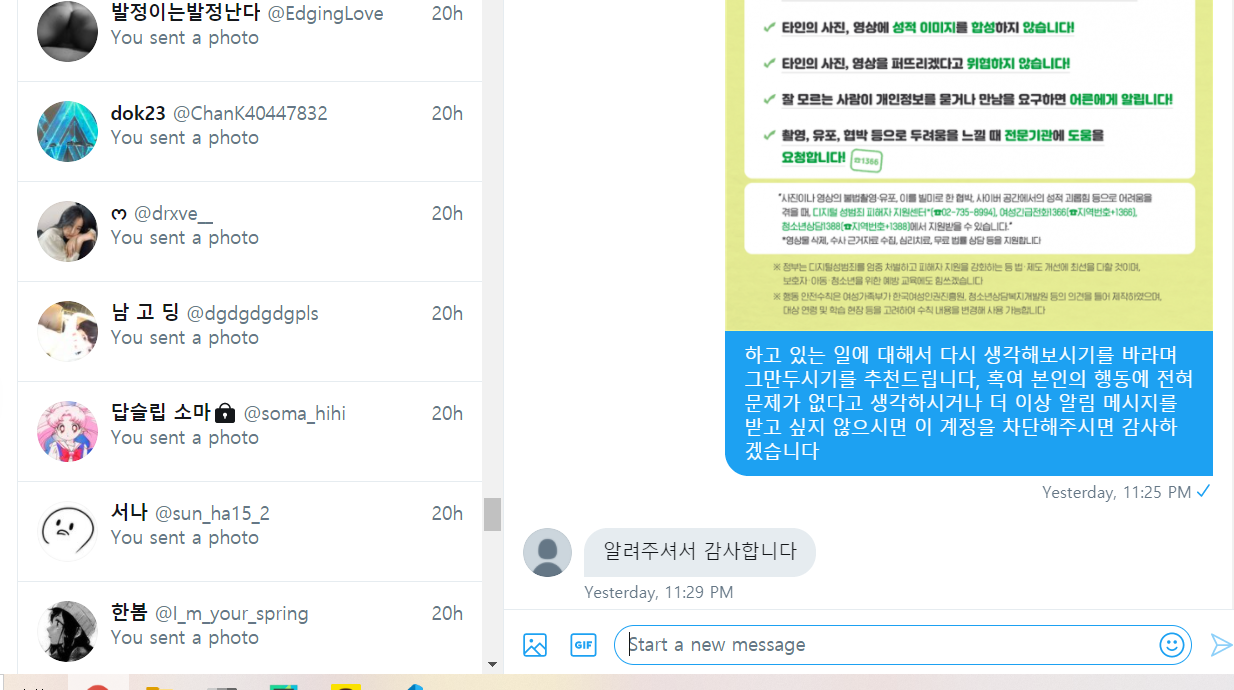 발정이는발정난다 @EdgingLove 20h
You sent a photo
dok23 @ChanK40447832 20h
You sent a photo
ෆ @drxve__ 20h
You sent a photo
남 고 딩 @dgdgdgdgpls 20h
You sent a photo
답슬립 소마 @soma_hihi 20h
You sent a photo
서나 @sun_ha15_2 20h
You sent a photo
한봄 @I_m_your_spring 20h
You sent a photo
타인의 사진, 영상에 성적 이미지를 합성하지 않습니다!
타인의 사진, 영상을 퍼뜨리겠다고 위협하지 않습니다!
잘 모르는 사람이 개인정보를 묻거나 만남을 요구하면 어른에게 알립니다!
촬영, 유포, 협박 등으로 두려움을 느낄 때 전문기관에 도움을
요청합니다! ☎1366
"사진이나 영상의 불법촬영·유포, 이를 빌미로 한 협박, 사이버 공간에서의 성적 괴롭힘 등으로 어려움을
겪을 때, 디지털 성범죄 피해자 지원센터*(☎02-735-8994), 여성긴급전화1366(☎지역번호+1366),
청소년상담1388(☎지역번호+1388)에서 지원받을 수 있습니다."
*영상물 삭제, 수사 근거자료 수집, 심리치료, 무료 법률 상담 등을 지원합니다
※ 정부는 디지털성범죄를 엄중 처벌하고 피해자 지원을 강화하는 등 법·제도 개선에 최선을 다할 것이며,
보호자·아동·청소년을 위한 예방 교육에도 힘쓰겠습니다
※ 행동 안전수칙은 여성가족부가 한국여성인권진흥원, 청소년상담복지개발원 등의 의견을 들어 제작하였으며,
대상 연령 및 학습 현장 등을 고려하여 수칙 내용을 변경해 사용 가능합니다
하고 있는 일에 대해서 다시 생각해보시기를 바라며
그만두시기를 추천드립니다, 혹여 본인의 행동에 전혀
문제가 없다고 생각하시거나 더 이상 알림 메시지를
받고 싶지 않으시면 이 계정을 차단해주시면 감사하
겠습니다
Yesterday, 11:25 PM
알려주셔서 감사합니다
Yesterday, 11:29 PM
GIF
Start a new message